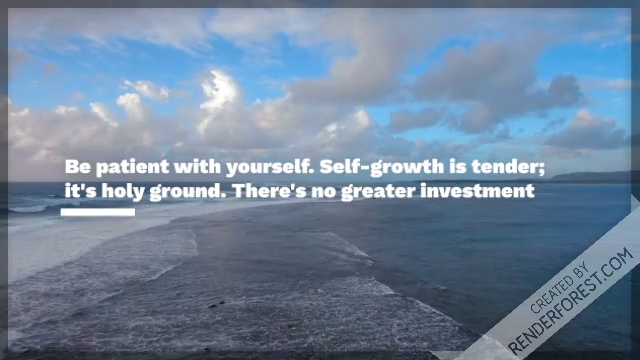 Be patient with yourself. Self-growth is tender;
it's holy ground. There's no greater investment
CREATED BY
RENDERFOREST.COM